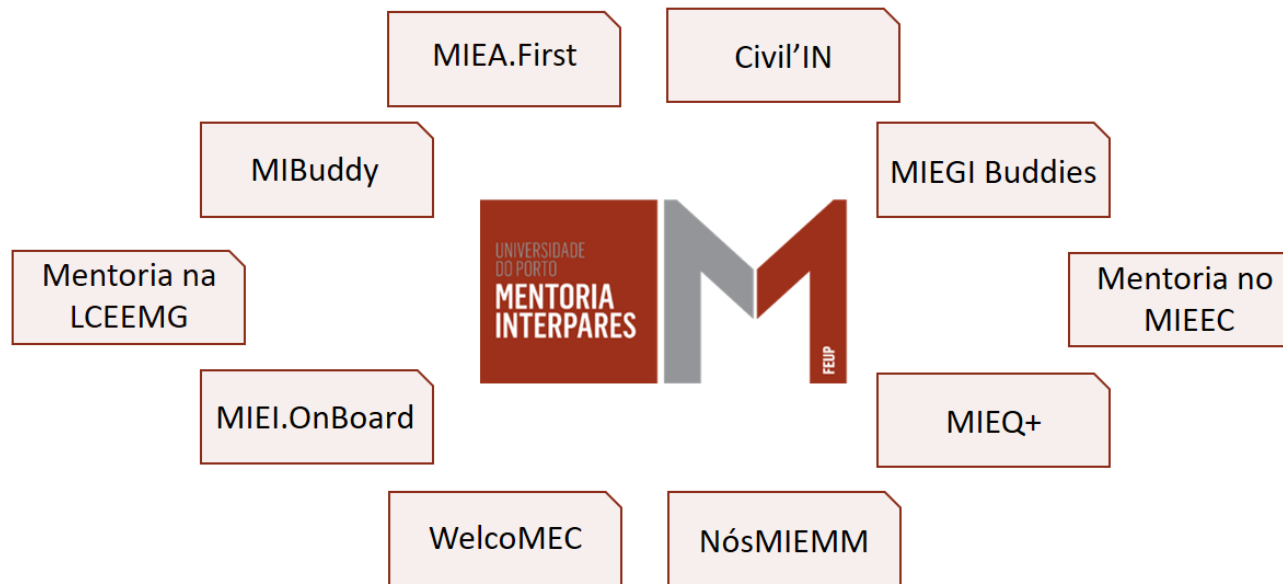 MIEA.First
Civil’IN
MIBuddy
MIEGI Buddies
UNIVERSIDADE
DO PORTO
MENTORIA
INTERPARES
M
FEUP
Mentoria na
LCEEMG
Mentoria no
MIEEC
MIEI.OnBoard
MIEQ+
WelcoMEC
NósMIEMM